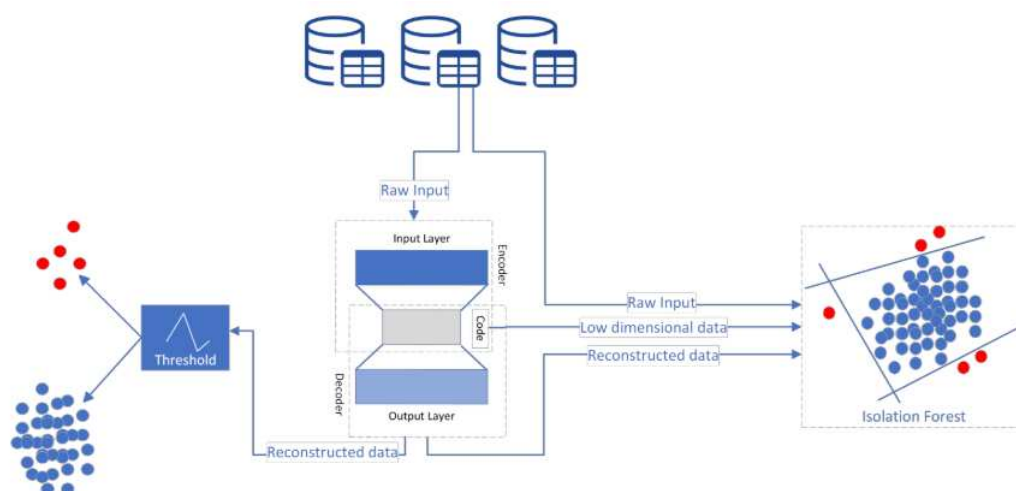 Raw Input
Input Layer
Encoder
Code
Decoder
Output Layer
Threshold
Reconstructed data
Raw Input
Low dimensional data
Reconstructed data
Isolation Forest